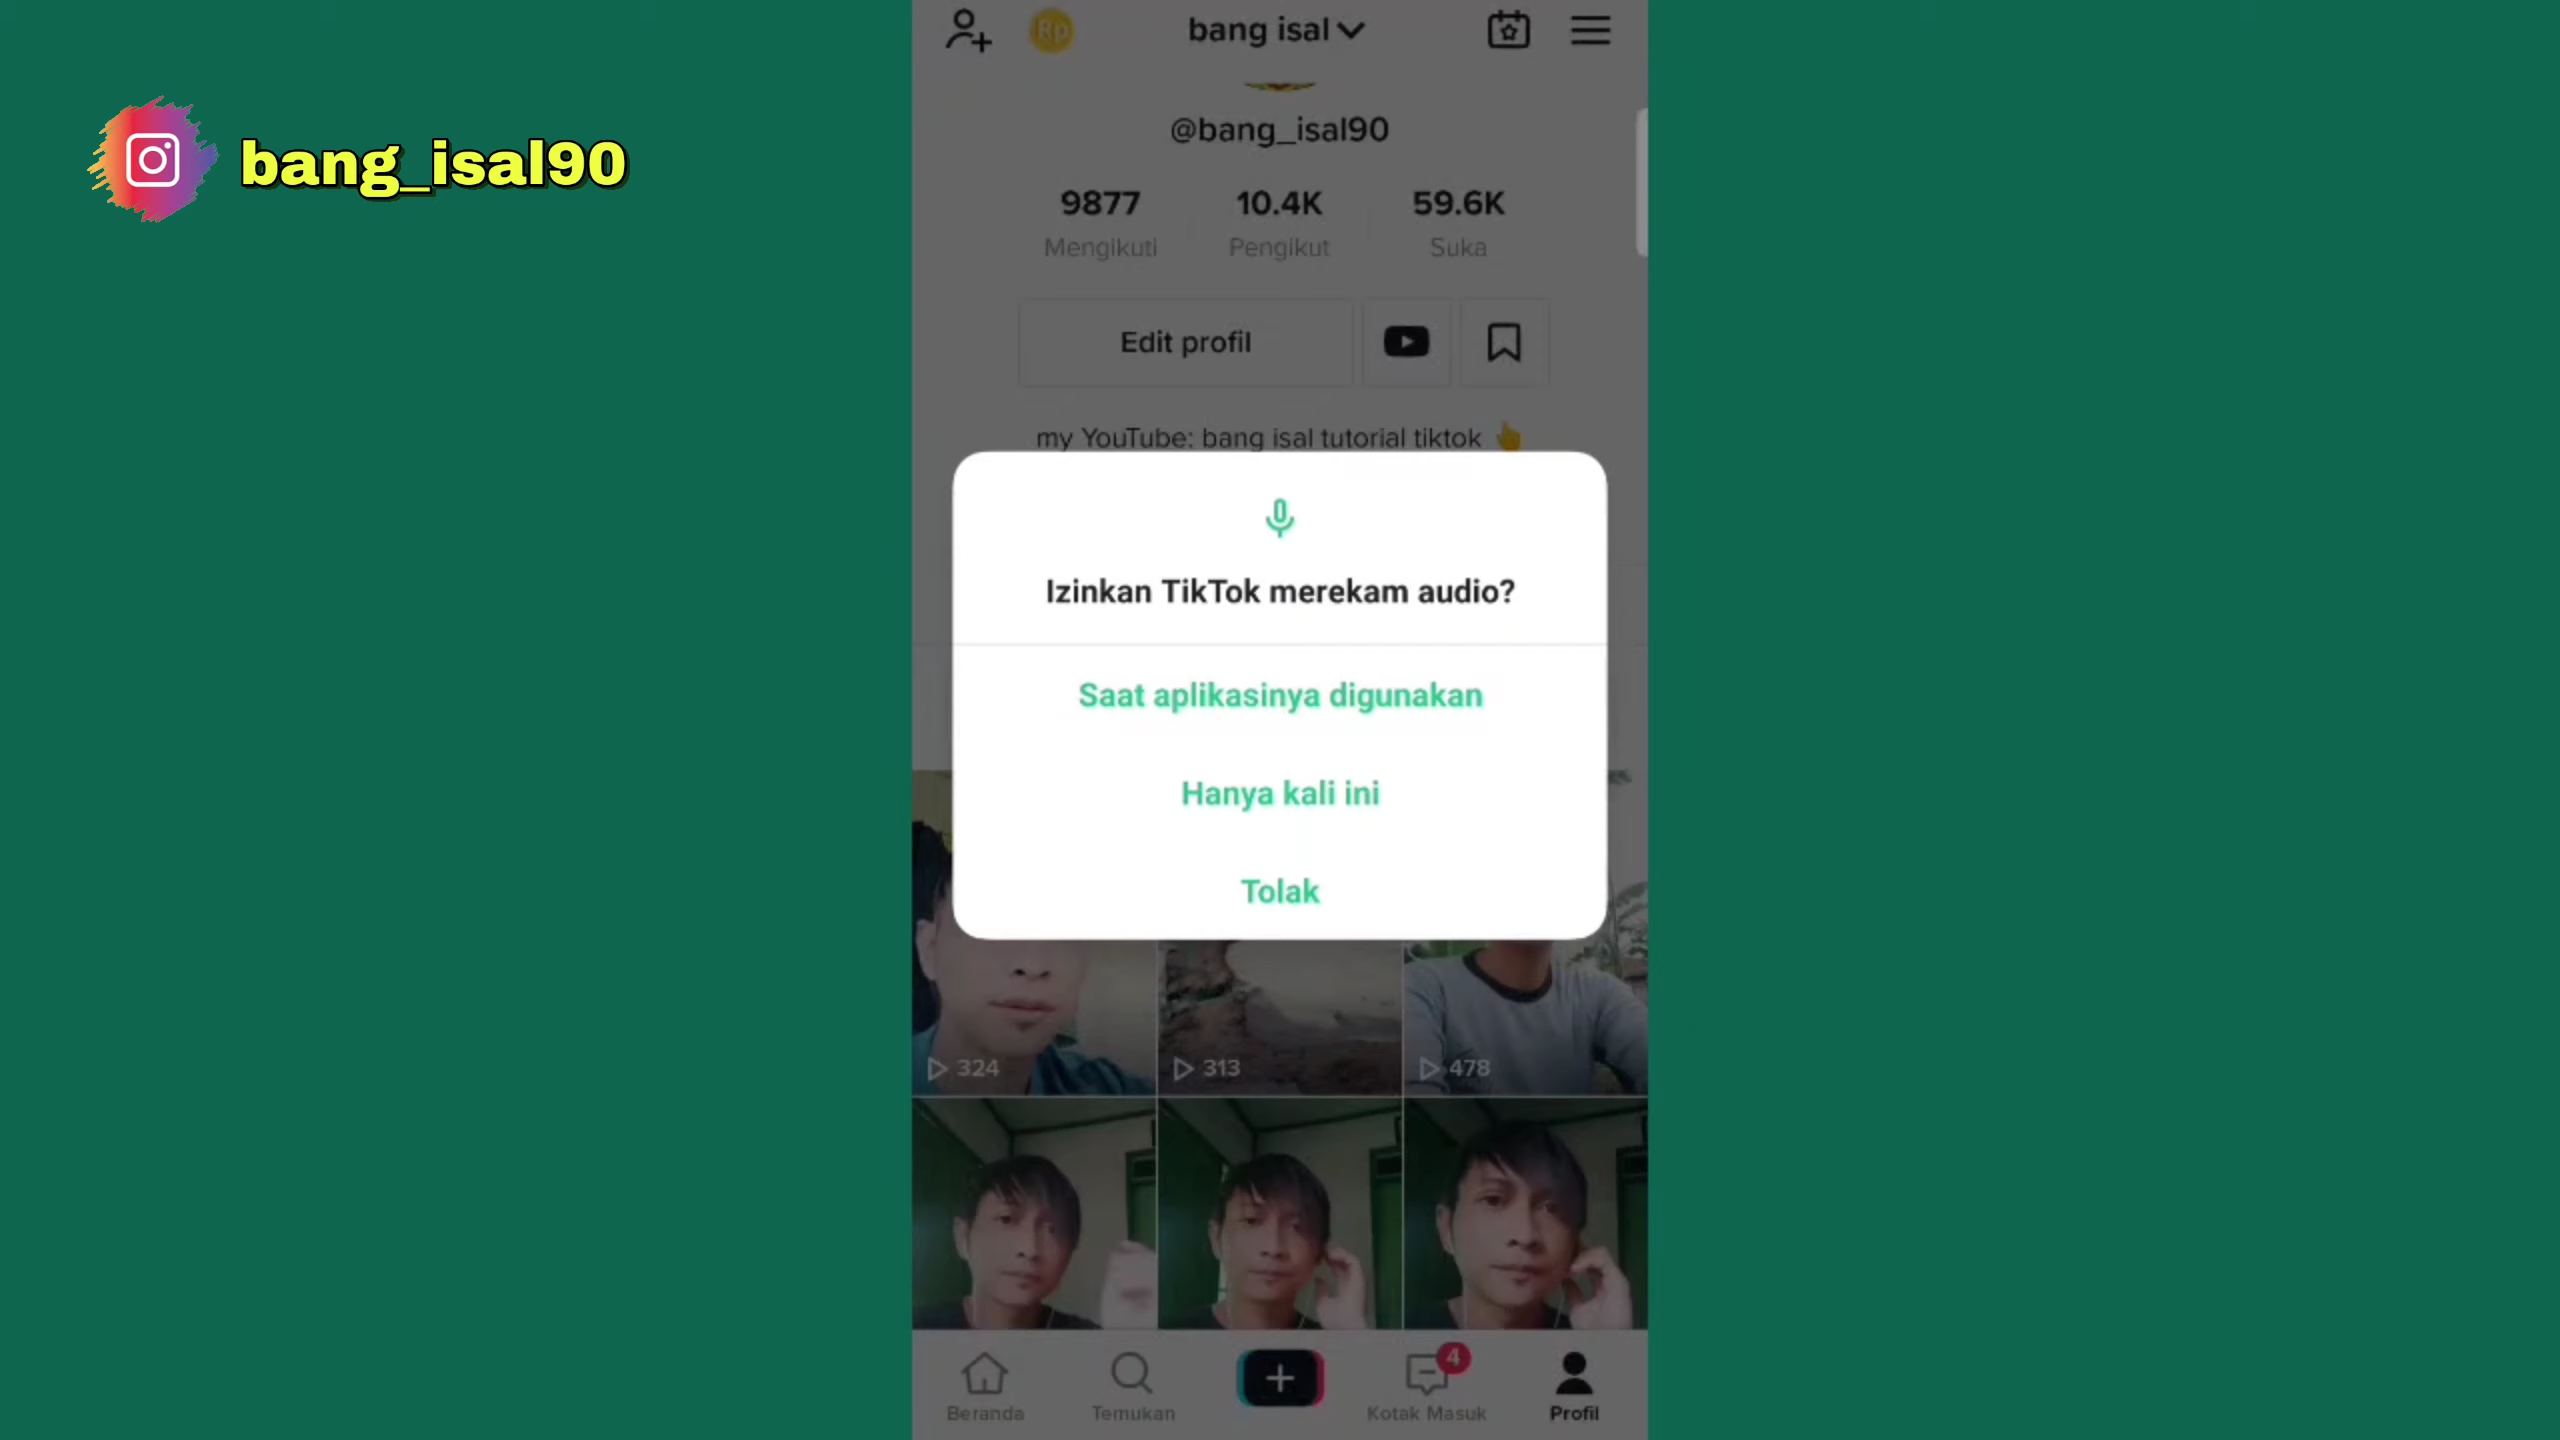 bang_isal90
Rp
bang isal
@bang_isal90
9877 10.4K 59.6K
Mengikuti Pengikut Suka
Edit profil
my YouTube: bang isal tutorial tiktok
Izinkan TikTok merekam audio?
Saat aplikasinya digunakan
Hanya kali ini
Tolak
324 313 478
4
Beranda Temukan Kotak Masuk Profil